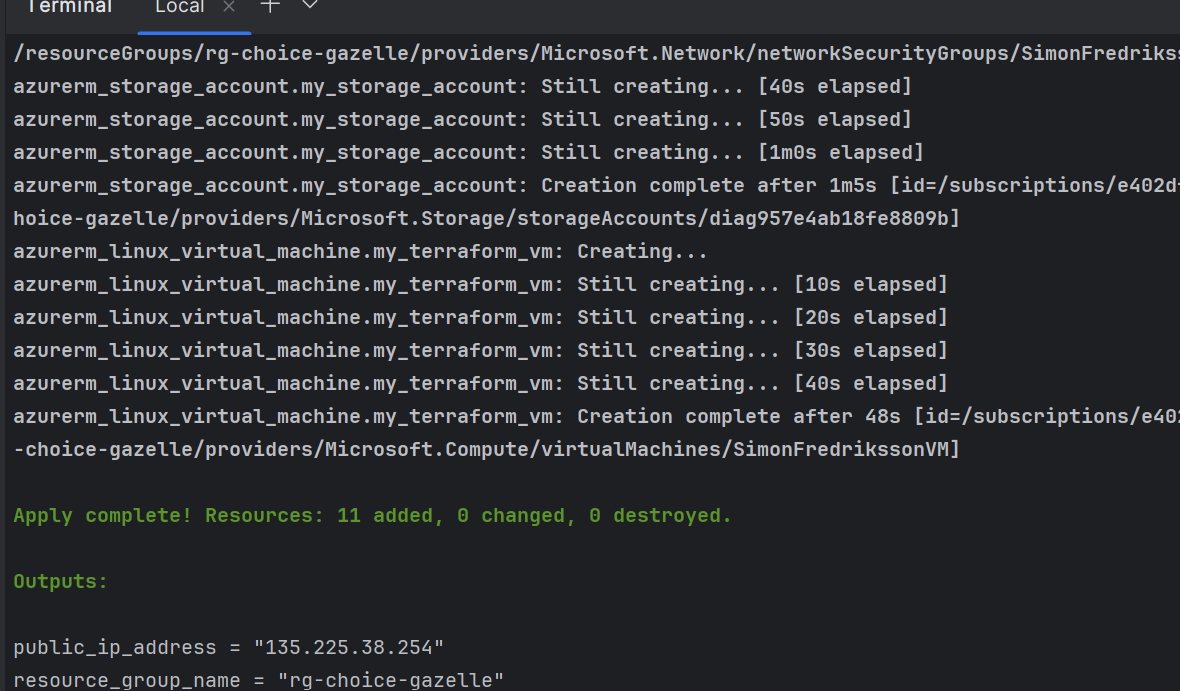 Terminal Local × + ⌄
/resourceGroups/rg-choice-gazelle/providers/Microsoft.Network/networkSecurityGroups/SimonFredrikss
azurerm_storage_account.my_storage_account: Still creating... [40s elapsed]
azurerm_storage_account.my_storage_account: Still creating... [50s elapsed]
azurerm_storage_account.my_storage_account: Still creating... [1m0s elapsed]
azurerm_storage_account.my_storage_account: Creation complete after 1m5s [id=/subscriptions/e402d
hoice-gazelle/providers/Microsoft.Storage/storageAccounts/diag957e4ab18fe8809b]
azurerm_linux_virtual_machine.my_terraform_vm: Creating...
azurerm_linux_virtual_machine.my_terraform_vm: Still creating... [10s elapsed]
azurerm_linux_virtual_machine.my_terraform_vm: Still creating... [20s elapsed]
azurerm_linux_virtual_machine.my_terraform_vm: Still creating... [30s elapsed]
azurerm_linux_virtual_machine.my_terraform_vm: Still creating... [40s elapsed]
azurerm_linux_virtual_machine.my_terraform_vm: Creation complete after 48s [id=/subscriptions/e402
-choice-gazelle/providers/Microsoft.Compute/virtualMachines/SimonFredrikssonVM]
Apply complete! Resources: 11 added, 0 changed, 0 destroyed.
Outputs:
public_ip_address = "135.225.38.254"
resource_group_name = "rg-choice-gazelle"